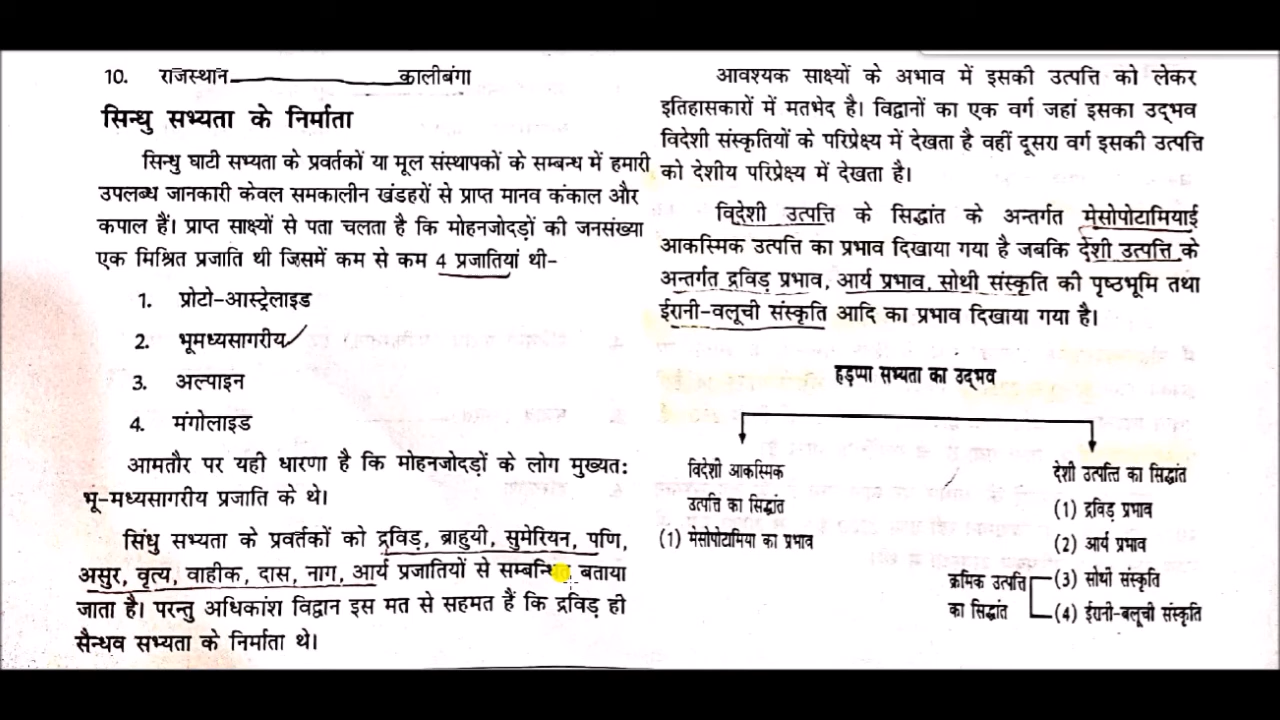 10. राजस्थान ____________ कालीबंगा
सिन्धु सभ्यता के निर्माता
सिन्धु घाटी सभ्यता के प्रवर्तकों या मूल संस्थापकों के सम्बन्ध में हमारी
उपलब्ध जानकारी केवल समकालीन खंडहरों से प्राप्त मानव कंकाल और
कपाल हैं। प्राप्त साक्ष्यों से पता चलता है कि मोहनजोदड़ों की जनसंख्या
एक मिश्रित प्रजाति थी जिसमें कम से कम 4 प्रजातियां थी-
1. प्रोटो-आस्ट्रेलाइड
2. भूमध्यसागरीय
3. अल्पाइन
4. मंगोलाइड
आमतौर पर यही धारणा है कि मोहनजोदड़ों के लोग मुख्यत:
भू-मध्यसागरीय प्रजाति के थे।
सिंधु सभ्यता के प्रवर्तकों को द्रविड़, ब्राहुयी, सुमेरियन, पणि,
असुर, वृत्य, वाहीक, दास, नाग, आर्य प्रजातियों से सम्बन्धित बताया
जाता है। परन्तु अधिकांश विद्वान इस मत से सहमत हैं कि द्रविड़ ही
सैन्धव सभ्यता के निर्माता थे।
आवश्यक साक्ष्यों के अभाव में इसकी उत्पत्ति को लेकर
इतिहासकारों में मतभेद है। विद्वानों का एक वर्ग जहां इसका उद्भव
विदेशी संस्कृतियों के परिप्रेक्ष्य में देखता है वहीं दूसरा वर्ग इसकी उत्पत्ति
को देशीय परिप्रेक्ष्य में देखता है।
विदेशी उत्पत्ति के सिद्धांत के अन्तर्गत मेसोपोटामियाई
आकस्मिक उत्पत्ति का प्रभाव दिखाया गया है जबकि देशी उत्पत्ति के
अन्तर्गत द्रविड़ प्रभाव, आर्य प्रभाव, सोथी संस्कृति की पृष्ठभूमि तथा
ईरानी-वलूची संस्कृति आदि का प्रभाव दिखाया गया है।
हड़प्पा सभ्यता का उद्भव
विदेशी आकस्मिक
उत्पत्ति का सिद्धांत
(1) मेसोपोटामिया का प्रभाव
देशी उत्पत्ति का सिद्धांत
(1) द्रविड़ प्रभाव
(2) आर्य प्रभाव
क्रमिक उत्पत्ति
का सिद्धांत
(3) सोथी संस्कृति
(4) ईरानी-बलूची संस्कृति